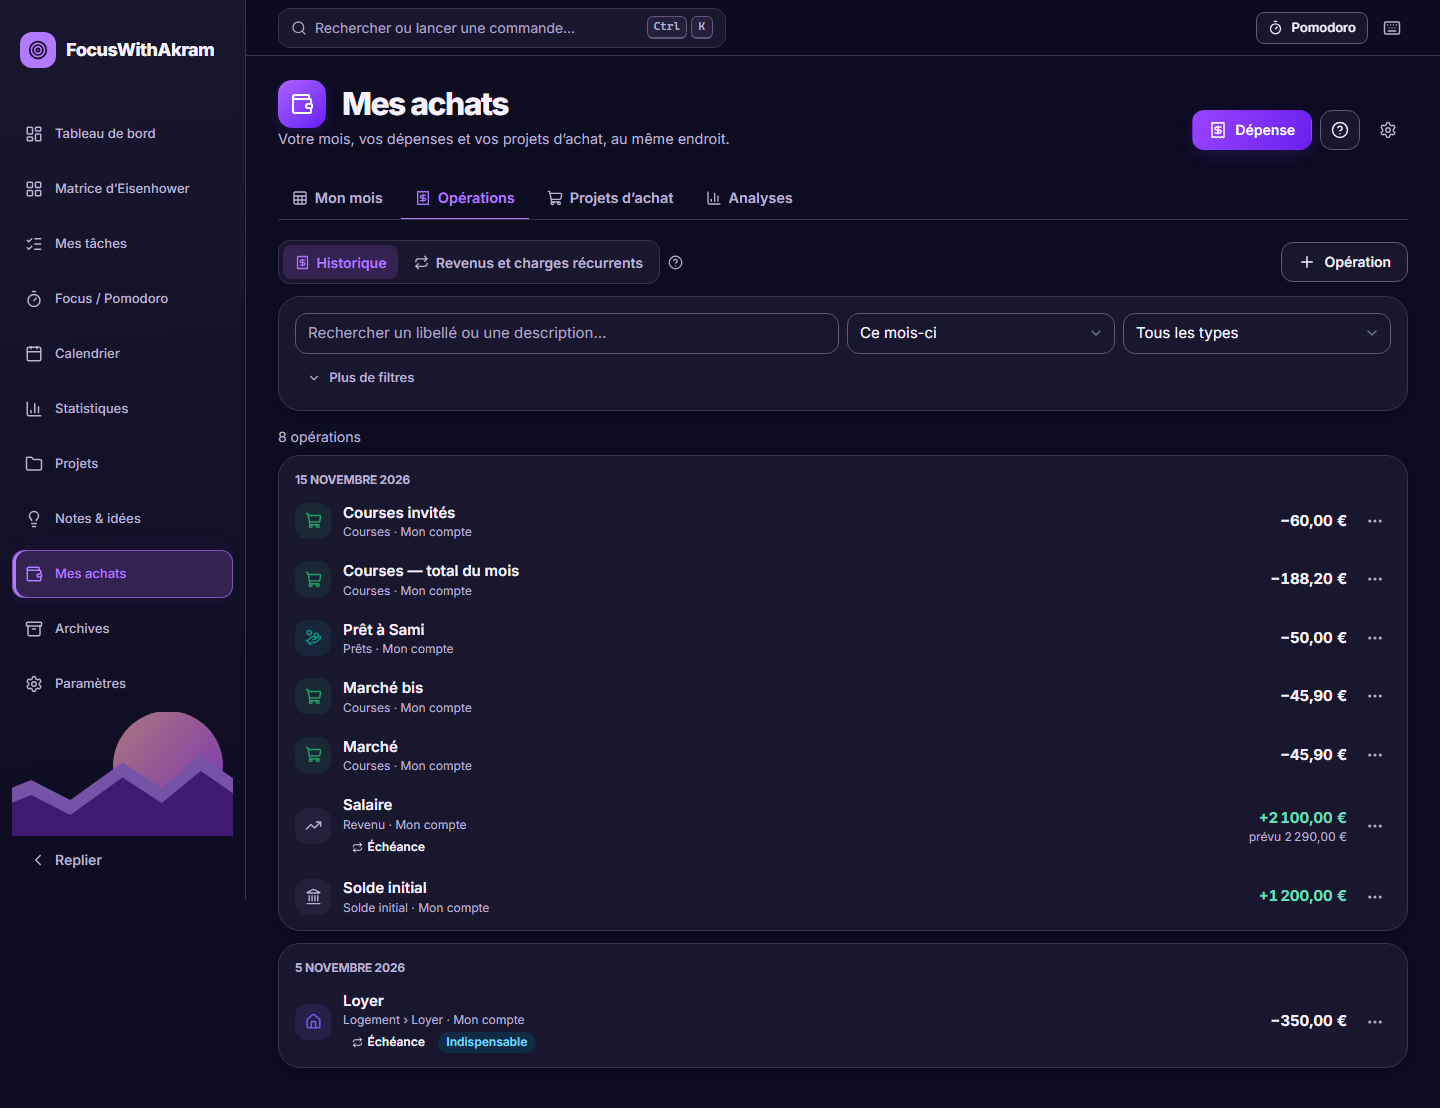 FocusWithAkram
Rechercher ou lancer une commande...
Ctrl K
Pomodoro
Tableau de bord
Matrice d'Eisenhower
Mes tâches
Focus / Pomodoro
Calendrier
Statistiques
Projets
Notes & idées
Mes achats
Archives
Paramètres
Replier
Mes achats
Votre mois, vos dépenses et vos projets d'achat, au même endroit.
Dépense
Mon mois
Opérations
Projets d'achat
Analyses
Historique
Revenus et charges récurrents
Opération
Rechercher un libellé ou une description...
Ce mois-ci
Tous les types
Plus de filtres
8 opérations
15 NOVEMBRE 2026
Courses invités
Courses · Mon compte
−60,00 €
Courses — total du mois
Courses · Mon compte
−188,20 €
Prêt à Sami
Prêts · Mon compte
−50,00 €
Marché bis
Courses · Mon compte
−45,90 €
Marché
Courses · Mon compte
−45,90 €
Salaire
Revenu · Mon compte
Échéance
+2 100,00 €
prévu 2 290,00 €
Solde initial
Solde initial · Mon compte
+1 200,00 €
5 NOVEMBRE 2026
Loyer
Logement › Loyer · Mon compte
Échéance
Indispensable
−350,00 €